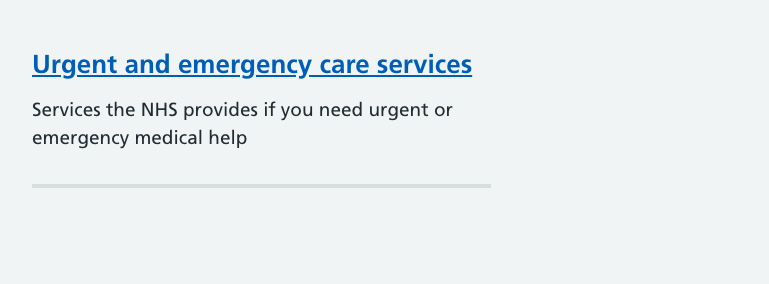 Urgent and emergency care services
Services the NHS provides if you need urgent or
emergency medical help